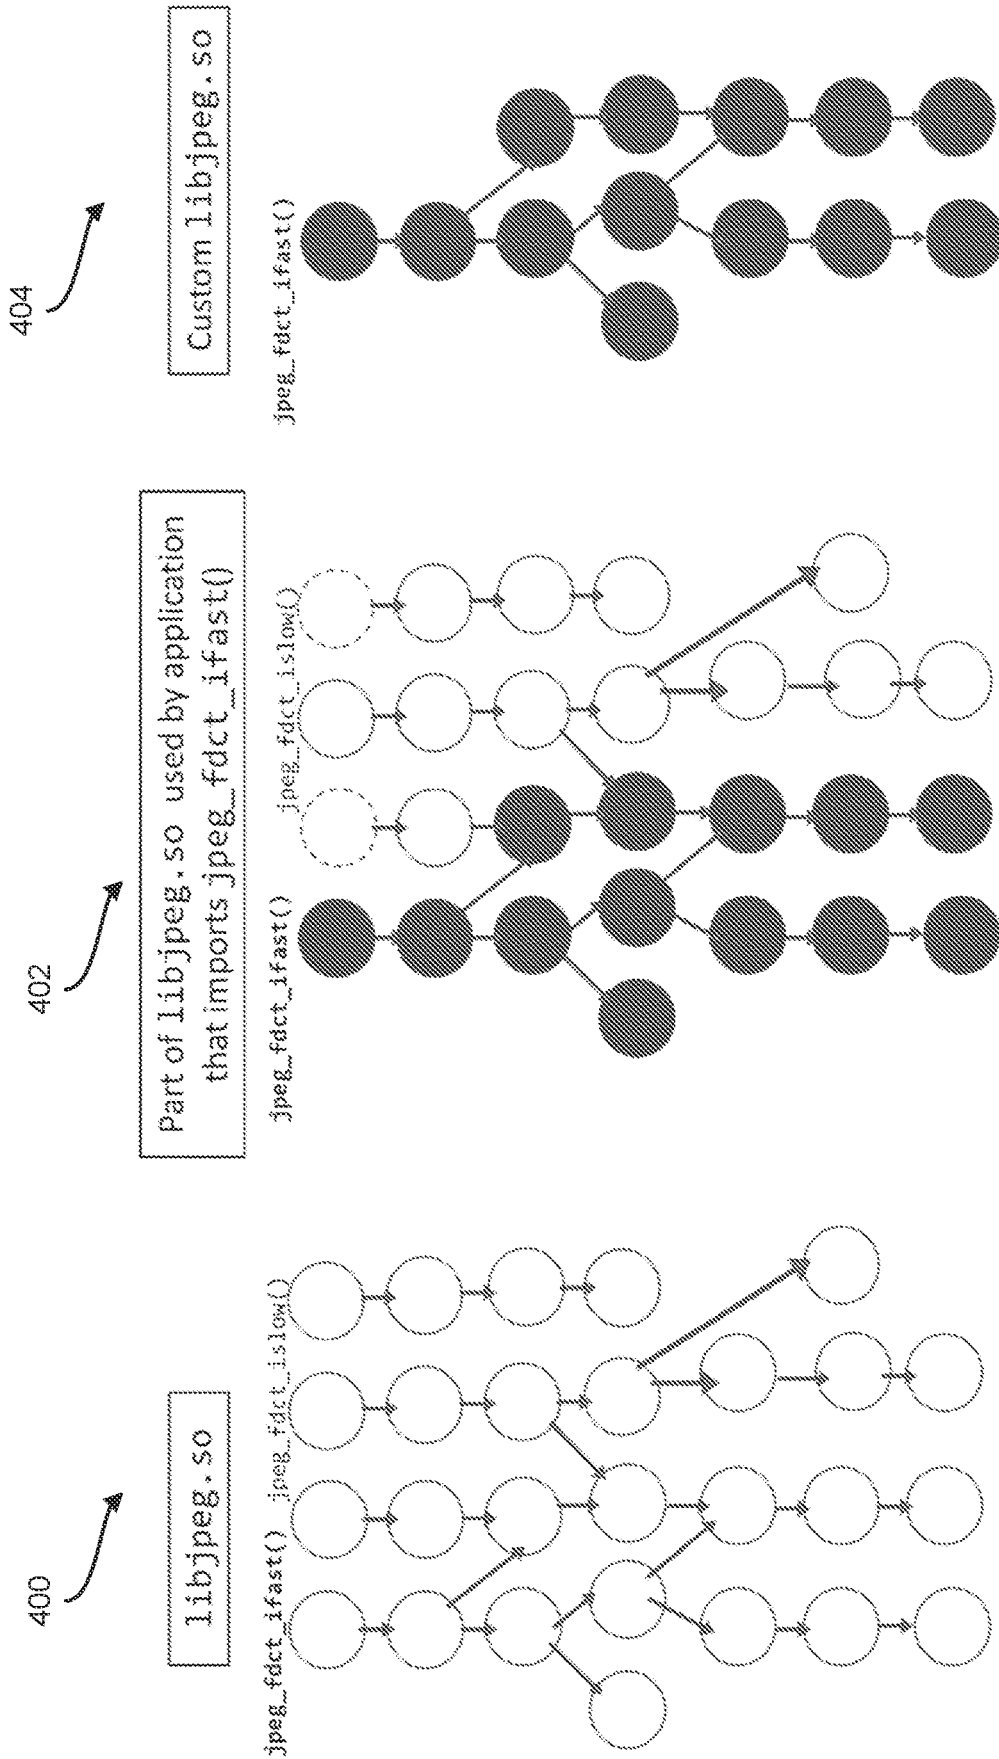 400
libjpeg.so
jpeg_fdct_ifast()
jpeg_fdct_islow()
402
Part of libjpeg.so used by application
that imports jpeg_fdct_ifast()
jpeg_fdct_ifast()
jpeg_fdct_islow()
404
Custom libjpeg.so
jpeg_fdct_ifast()